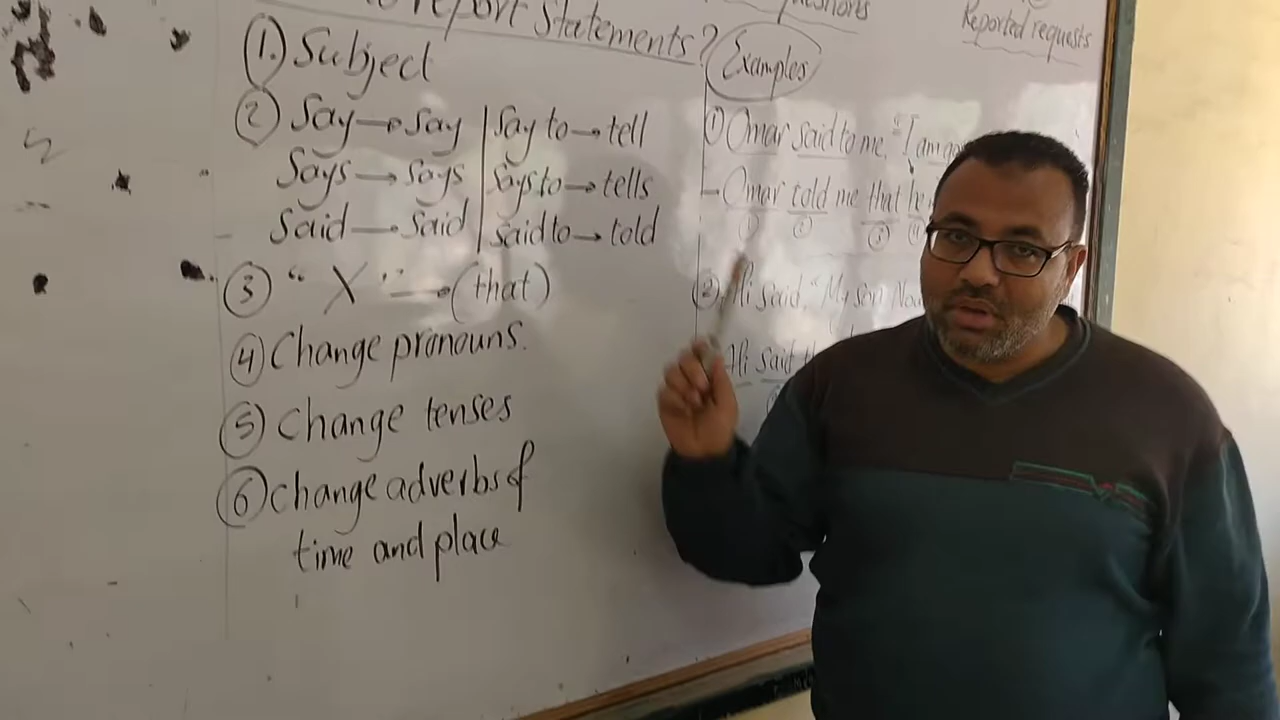 report Statements?
① Subject
② Say → Say | Say to → tell
Says → Says | Says to → tells
Said → Said | Said to → told
③ " X " → (that)
④ Change pronouns.
⑤ Change tenses
⑥ change adverbs of
time and place
Examples
① Omar said to me, "I am
- Omar told me that he
① ② ③ ④
② Ali said, "My son
Ali said
Reported requests